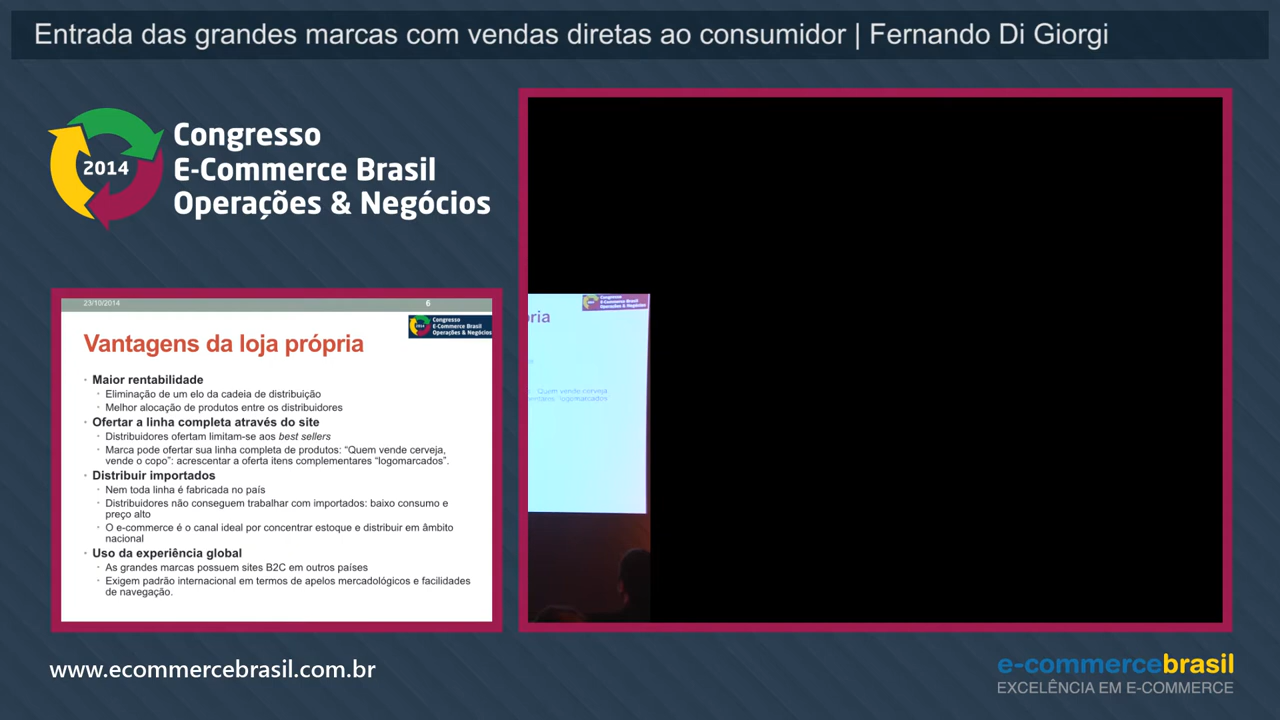 Entrada das grandes marcas com vendas diretas ao consumidor | Fernando Di Giorgi
2014
Congresso
E-Commerce Brasil
Operações & Negócios
23/10/2014
6
Congresso
E-Commerce Brasil
Operações & Negócios
Vantagens da loja própria
• Maior rentabilidade
• Eliminação de um elo da cadeia de distribuição
• Melhor alocação de produtos entre os distribuidores
• Ofertar a linha completa através do site
• Distribuidores ofertam limitam-se aos best sellers
• Marca pode ofertar sua linha completa de produtos: “Quem vende cerveja,
vende o copo”: acrescentar a oferta itens complementares “logomarcados”.
• Distribuir importados
• Nem toda linha é fabricada no país
• Distribuidores não conseguem trabalhar com importados: baixo consumo e
preço alto
• O e-commerce é o canal ideal por concentrar estoque e distribuir em âmbito
nacional
• Uso da experiência global
• As grandes marcas possuem sites B2C em outros países
• Exigem padrão internacional em termos de apelos mercadológicos e facilidades
de navegação.
Congresso
E-Commerce Brasil
Operações & Negócios
ria
Quem vende cerveja
logomarcados
www.ecommercebrasil.com.br
e-commercebrasil
EXCELÊNCIA EM E-COMMERCE